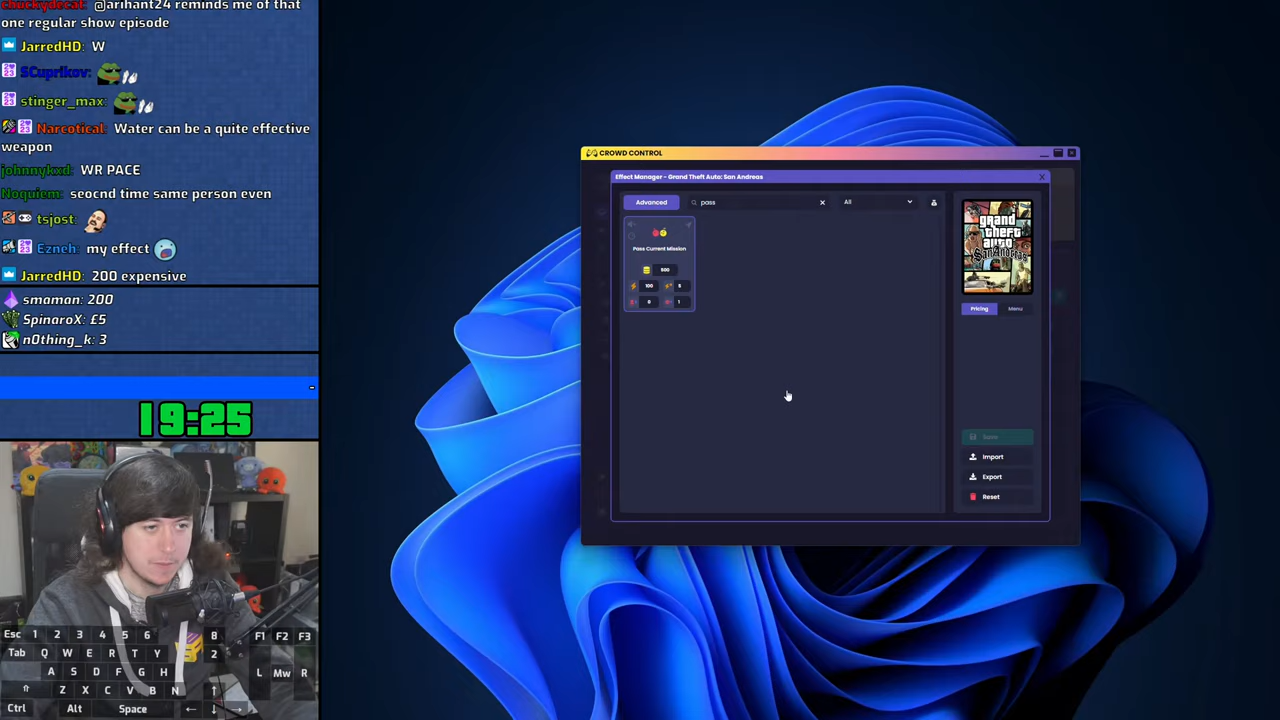 chuckydecat: @arihant24 reminds me of that
one regular show episode
JarredHD: W
SCuprikov:
stinger_max:
Narcotical: Water can be a quite effective
weapon
johnnykxd: WR PACE
Noquiem: seocnd time same person even
tsjost:
Ezneh: my effect
JarredHD: 200 expensive
smaman: 200
SpinaroX: £5
n0thing_k: 3
-
19:25
Esc 1 2 3 4 5 6 8 F1 F2 F3
Tab Q W E R T Y 2
A S D F G H L Mw R
⇧ Z X C V B N ↑
Ctrl Alt Space ← ↓ →
CROWD CONTROL
Effect Manager - Grand Theft Auto: San Andreas
Advanced pass All
Pass Current Mission
500
100 5
0 1
grand
theft
auto
San Andreas
Pricing Menu
Save
Import
Export
Reset